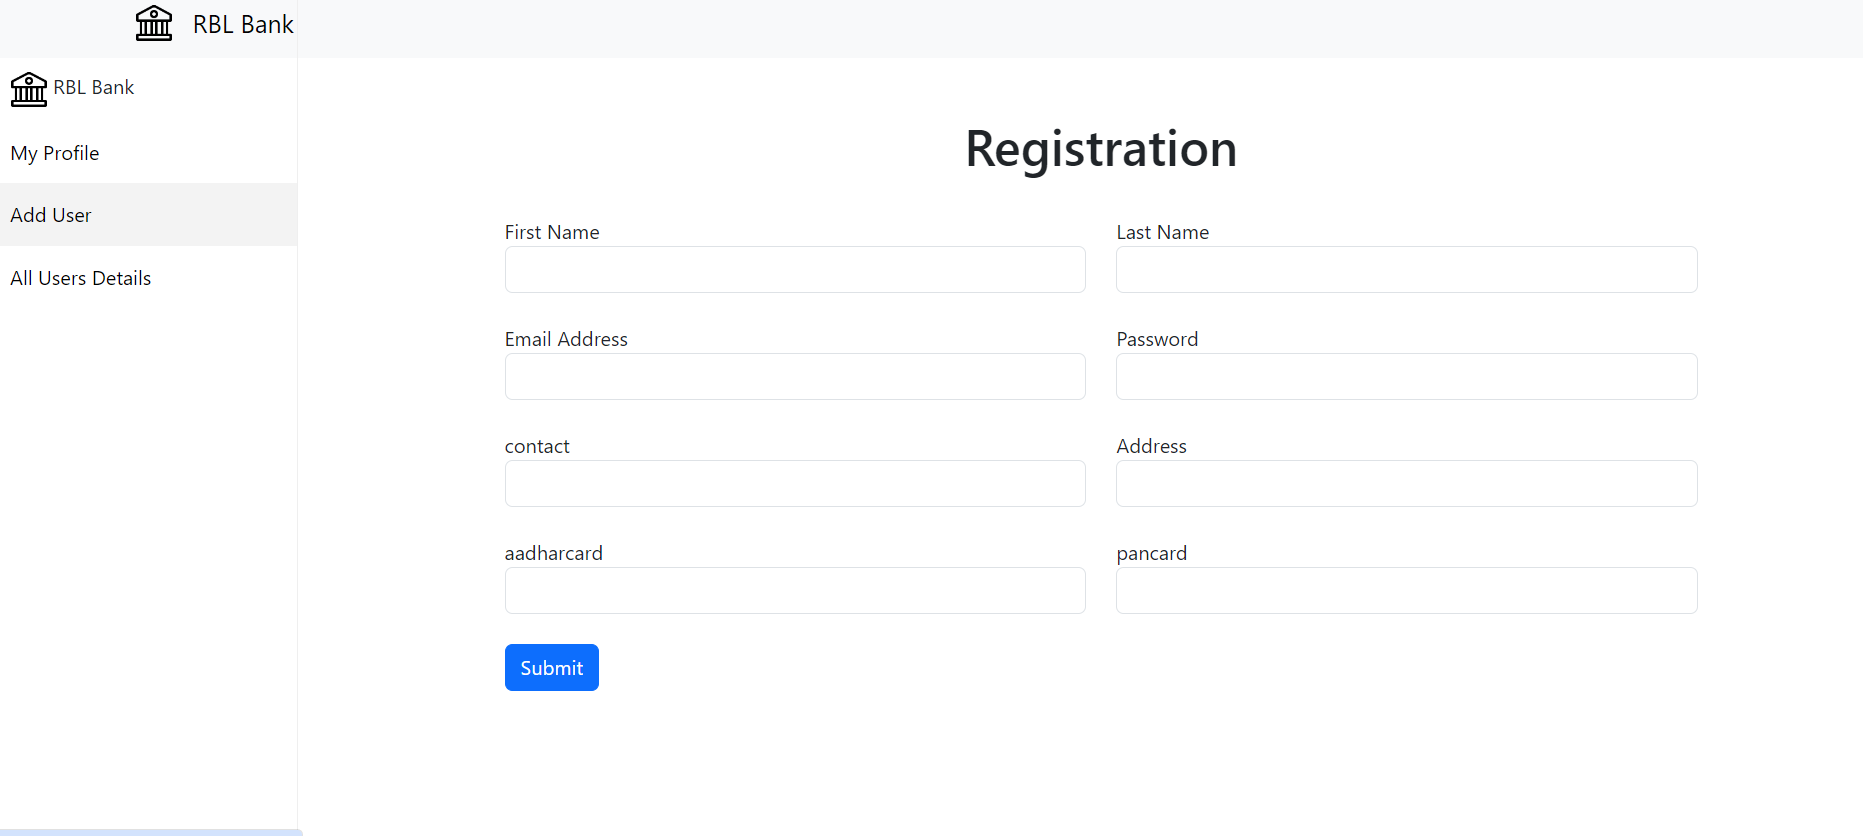 RBL Bank
RBL Bank
My Profile
Add User
All Users Details
Registration
First Name
Last Name
Email Address
Password
contact
Address
aadharcard
pancard
Submit